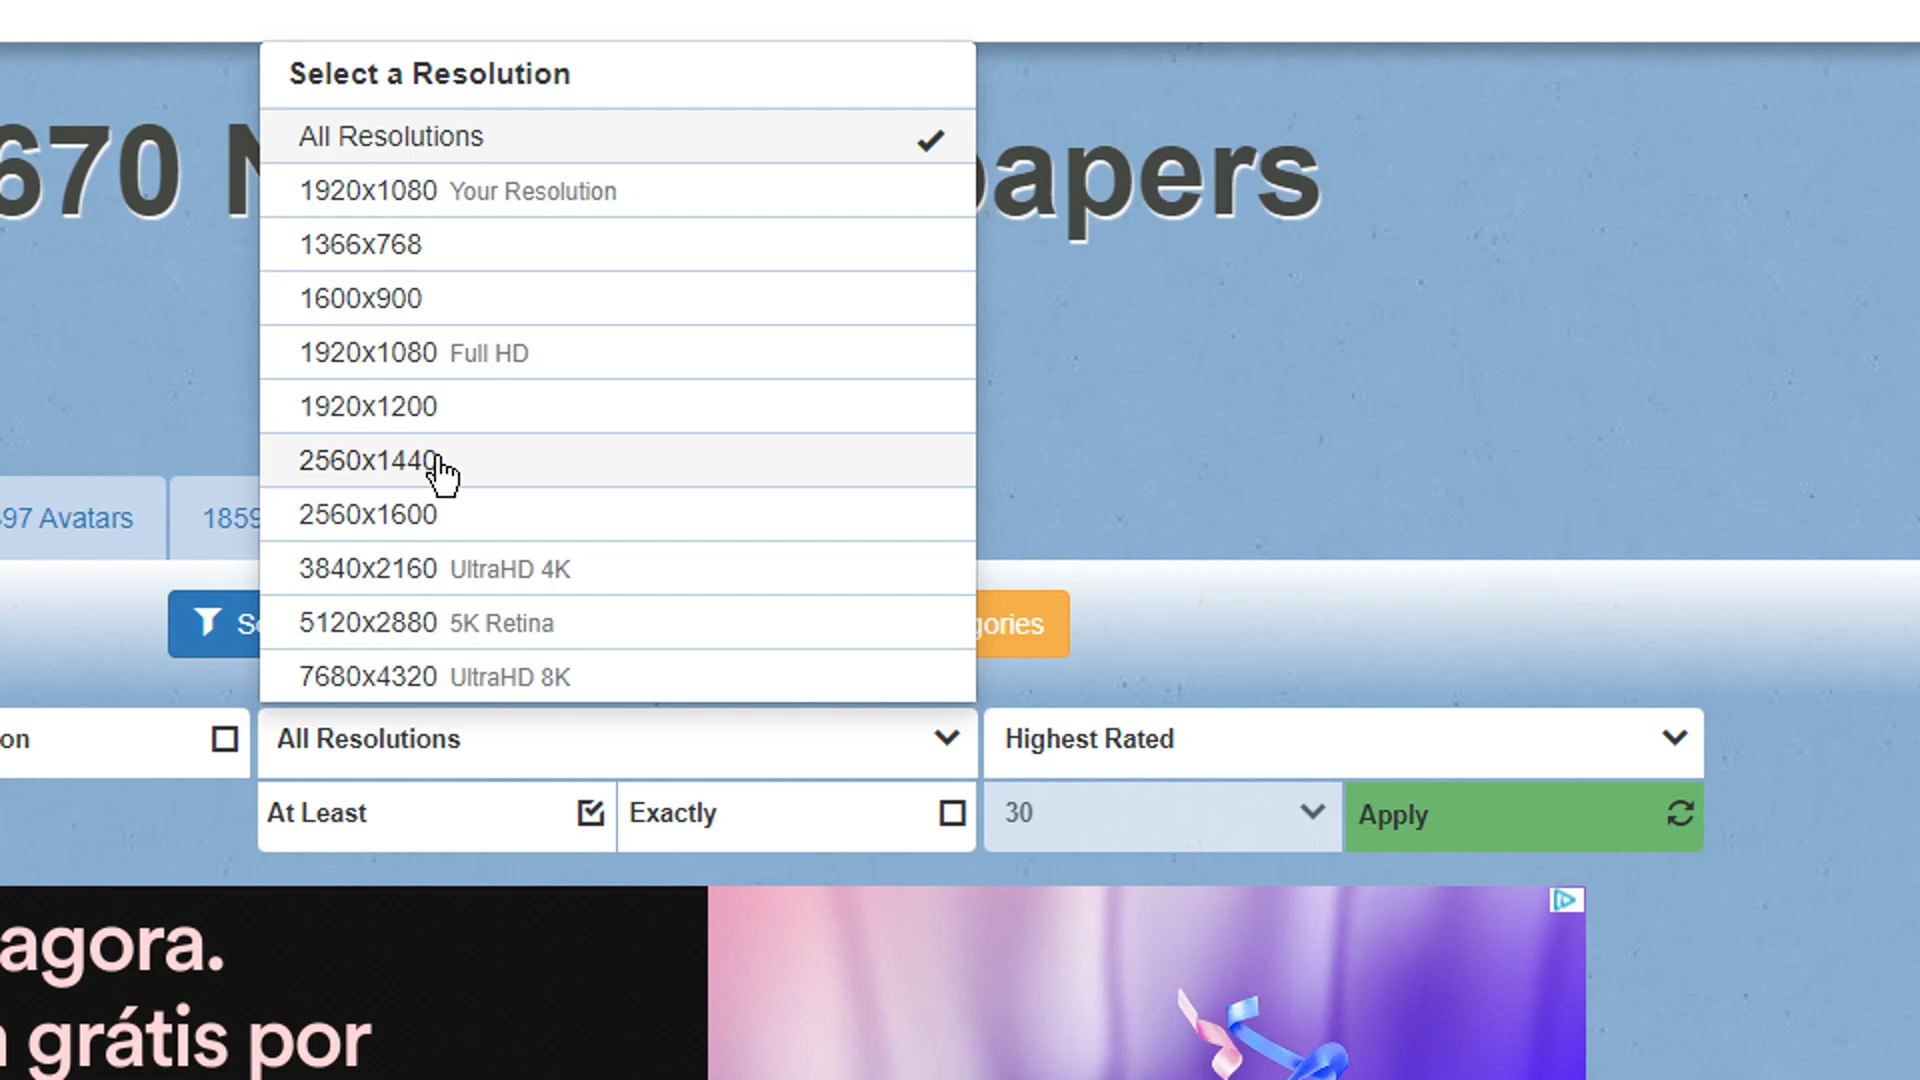 Select a Resolution
All Resolutions
670 N
papers
1920x1080 Your Resolution
1366x768
1600x900
1920x1080 Full HD
1920x1200
2560x1440
2560x1600
97 Avatars
1859
3840x2160 UltraHD 4K
5120x2880 5K Retina
gories
7680x4320 UltraHD 8K
on
All Resolutions
Highest Rated
At Least
Exactly
30
Apply
agora.
grátis por